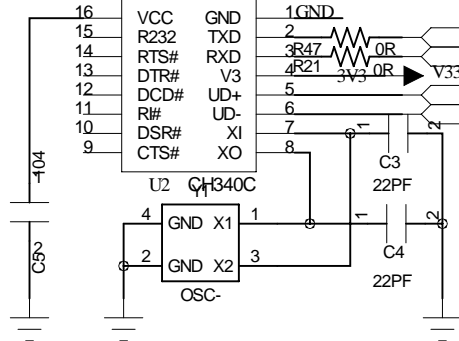 16 VCC GND 1 GND
15 R232 TXD 2
14 RTS# RXD 3 R47 0R
13 DTR# V3 4 R21 3V3 0R V33
12 DCD# UD+ 5
11 RI# UD- 6
10 DSR# XI 7 1 2
9 CTS# XO 8
104
C3
U2 CH340C
22PF
Y1
4 GND X1 1 1 2
2 GND X2 3
C4
C5
22PF
OSC-